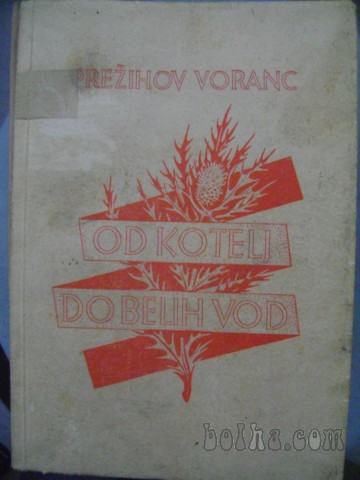 PREŽIHOV VORANC
OD KOTELJ
DO BELIH VOD
bolha.com